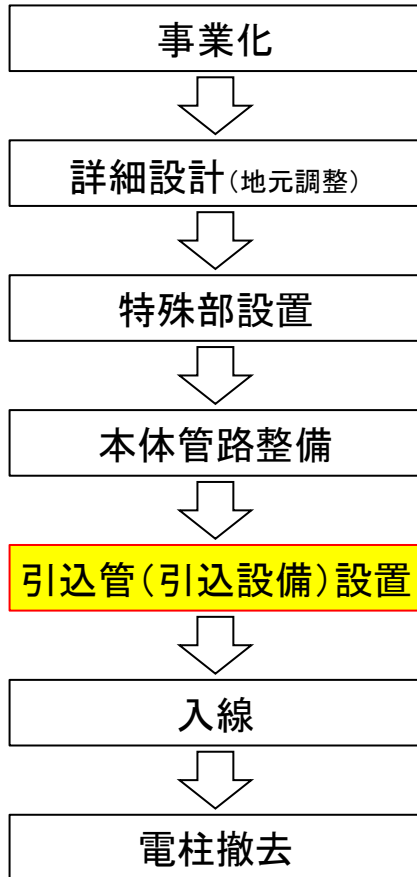 事業化
詳細設計(地元調整)
特殊部設置
本体管路整備
引込管(引込設備)設置
入線
電柱撤去